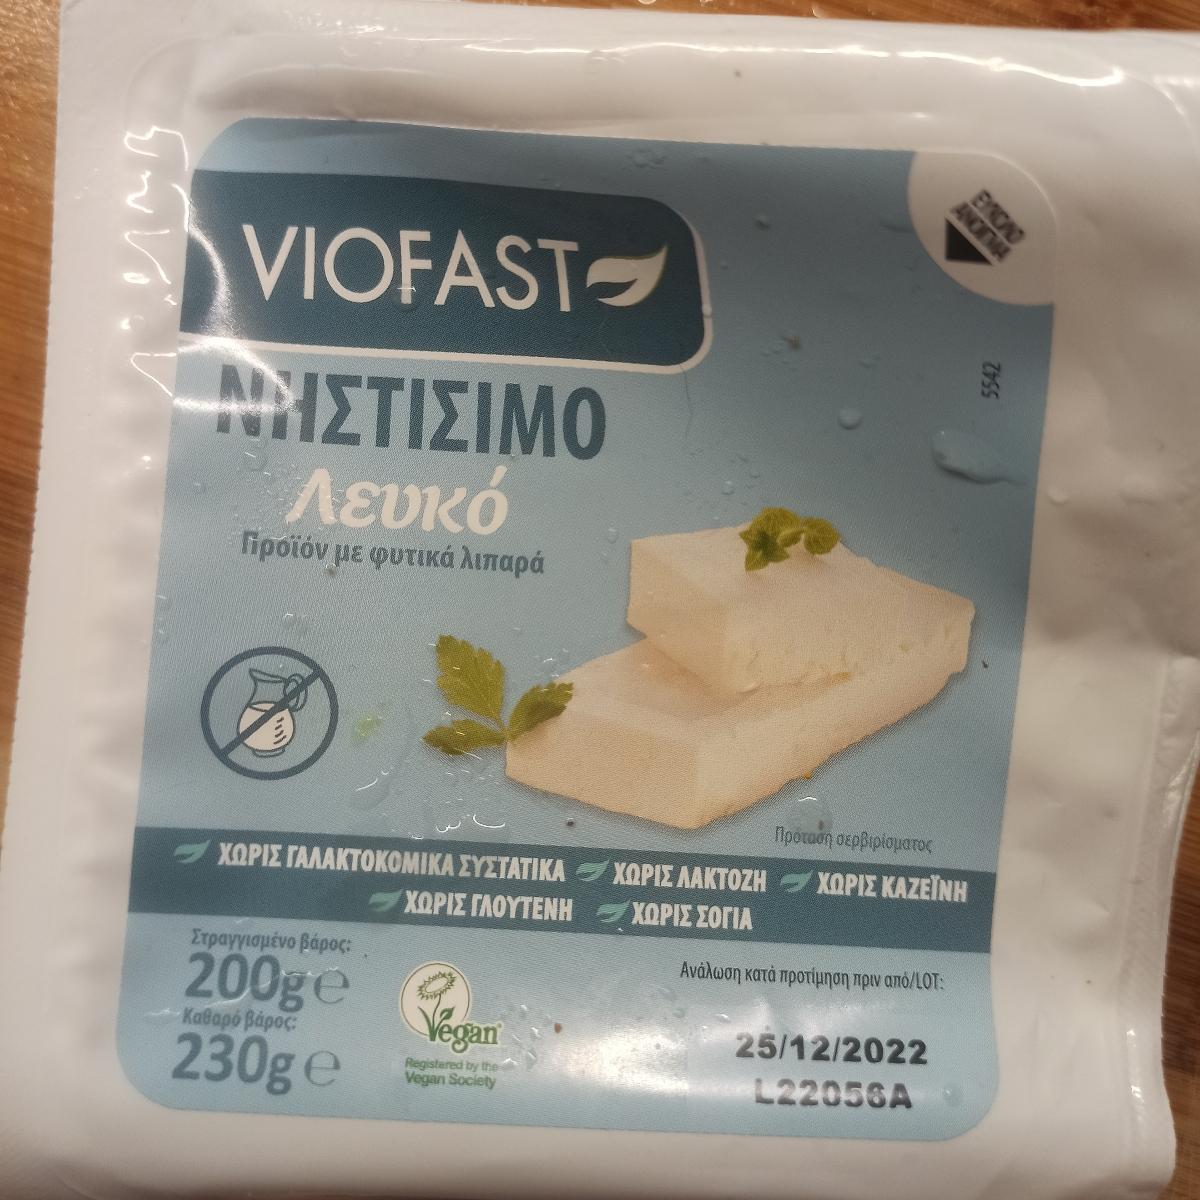 VIOFAST
ΕΥΚΟΛΟ
ΑΝΟΙΓΜΑ
5542
ΝΗΣΤΙΣΙΜΟ
Λευκό
Προϊόν με φυτικά λιπαρά
Πρόταση σερβιρίσματος
ΧΩΡΙΣ ΓΑΛΑΚΤΟΚΟΜΙΚΑ ΣΥΣΤΑΤΙΚΑ ΧΩΡΙΣ ΛΑΚΤΟΖΗ ΧΩΡΙΣ ΚΑΖΕΪΝΗ
ΧΩΡΙΣ ΓΛΟΥΤΕΝΗ ΧΩΡΙΣ ΣΟΓΙΑ
Στραγγισμένο βάρος:
200g℮
Καθαρό βάρος:
230g℮
Vegan
Registered by the
Vegan Society
Ανάλωση κατά προτίμηση πριν από/LOT:
25/12/2022
L22056A